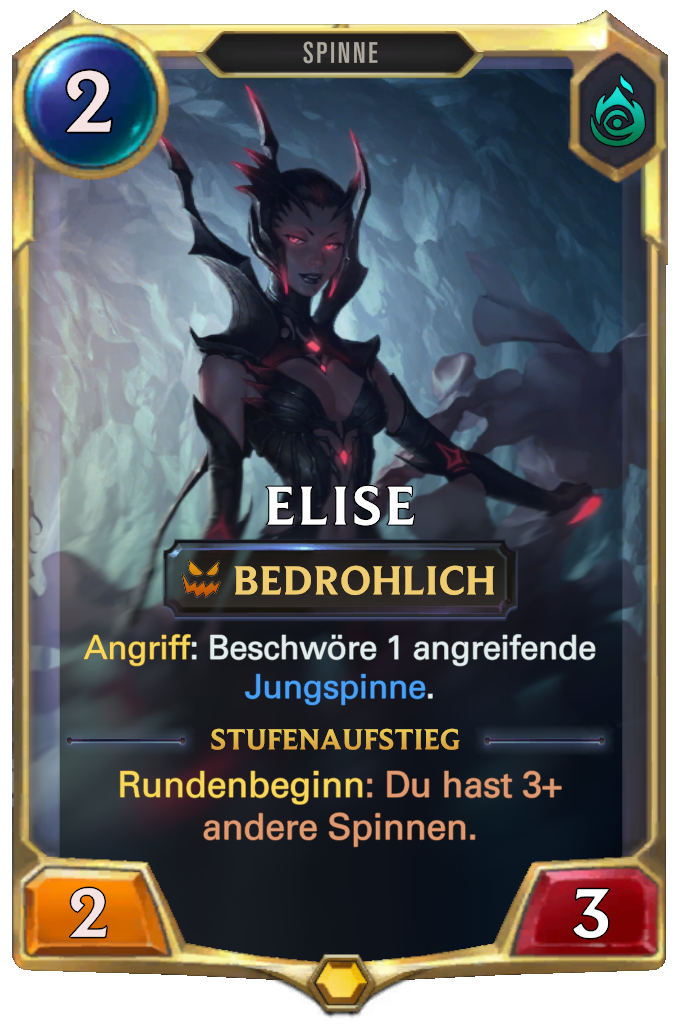 SPINNE
2
ELISE
BEDROHLICH
Angriff: Beschwöre 1 angreifende
Jungspinne.
STUFENAUFSTIEG
Rundenbeginn: Du hast 3+
andere Spinnen.
2
3